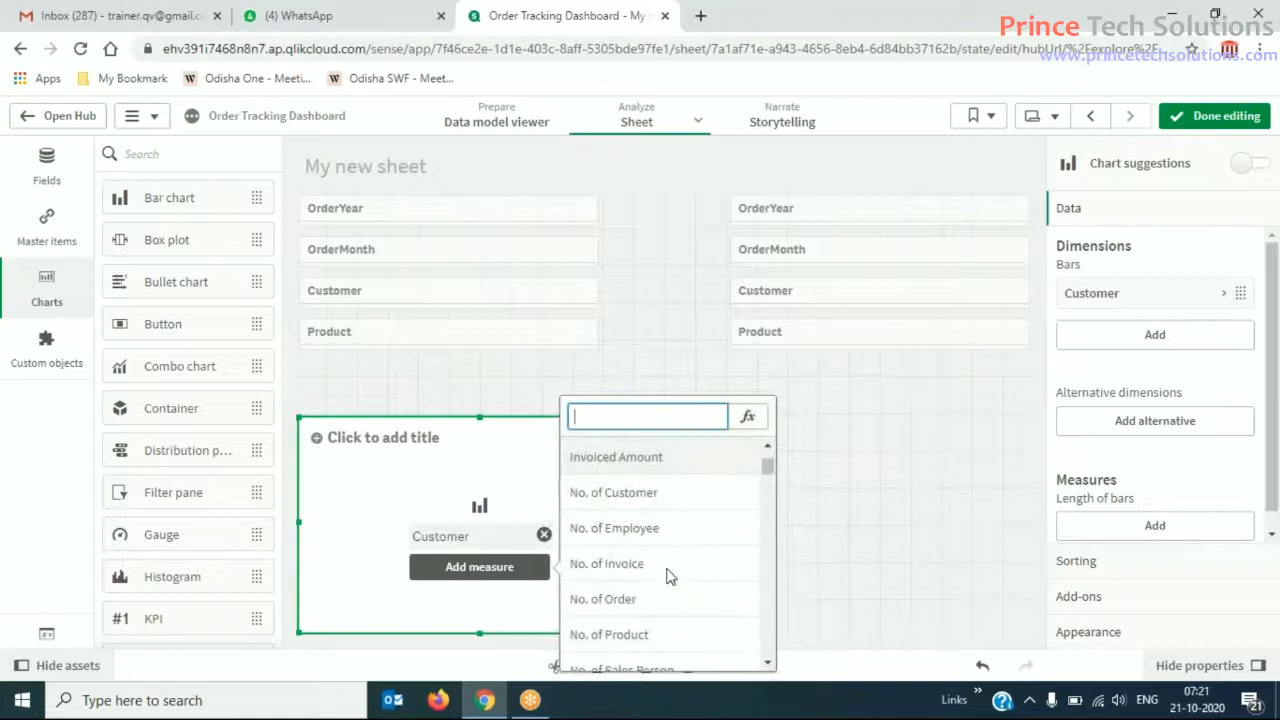 Inbox (287) - trainer.qv@gmail.co
(4) WhatsApp
Order Tracking Dashboard - My n
Prince Tech Solutions
ehv391i7468n8n7.ap.qlikcloud.com/sense/app/7f46ce2e-1d1e-403c-8aff-5305bde97fe1/sheet/7a1af71e-a943-4656-8eb4-6d84bb37162b/state/edit/hubUrl/%2Fexplore%2F
www.princetechsolutions.com
Apps
My Bookmark
Odisha One - Meeti...
Odisha SWF - Meet...
Open Hub
Order Tracking Dashboard
Prepare
Data model viewer
Analyze
Sheet
Narrate
Storytelling
Done editing
Fields
Master items
Charts
Custom objects
Search
Bar chart
Box plot
Bullet chart
Button
Combo chart
Container
Distribution p...
Filter pane
Gauge
Histogram
#1 KPI
My new sheet
OrderYear
OrderMonth
Customer
Product
OrderYear
OrderMonth
Customer
Product
Click to add title
Customer
Add measure
fx
Invoiced Amount
No. of Customer
No. of Employee
No. of Invoice
No. of Order
No. of Product
No. of Sales Person
Chart suggestions
Data
Dimensions
Bars
Customer
Add
Alternative dimensions
Add alternative
Measures
Length of bars
Add
Sorting
Add-ons
Appearance
Hide assets
Hide properties
Type here to search
Links
ENG
07:21
21-10-2020
21